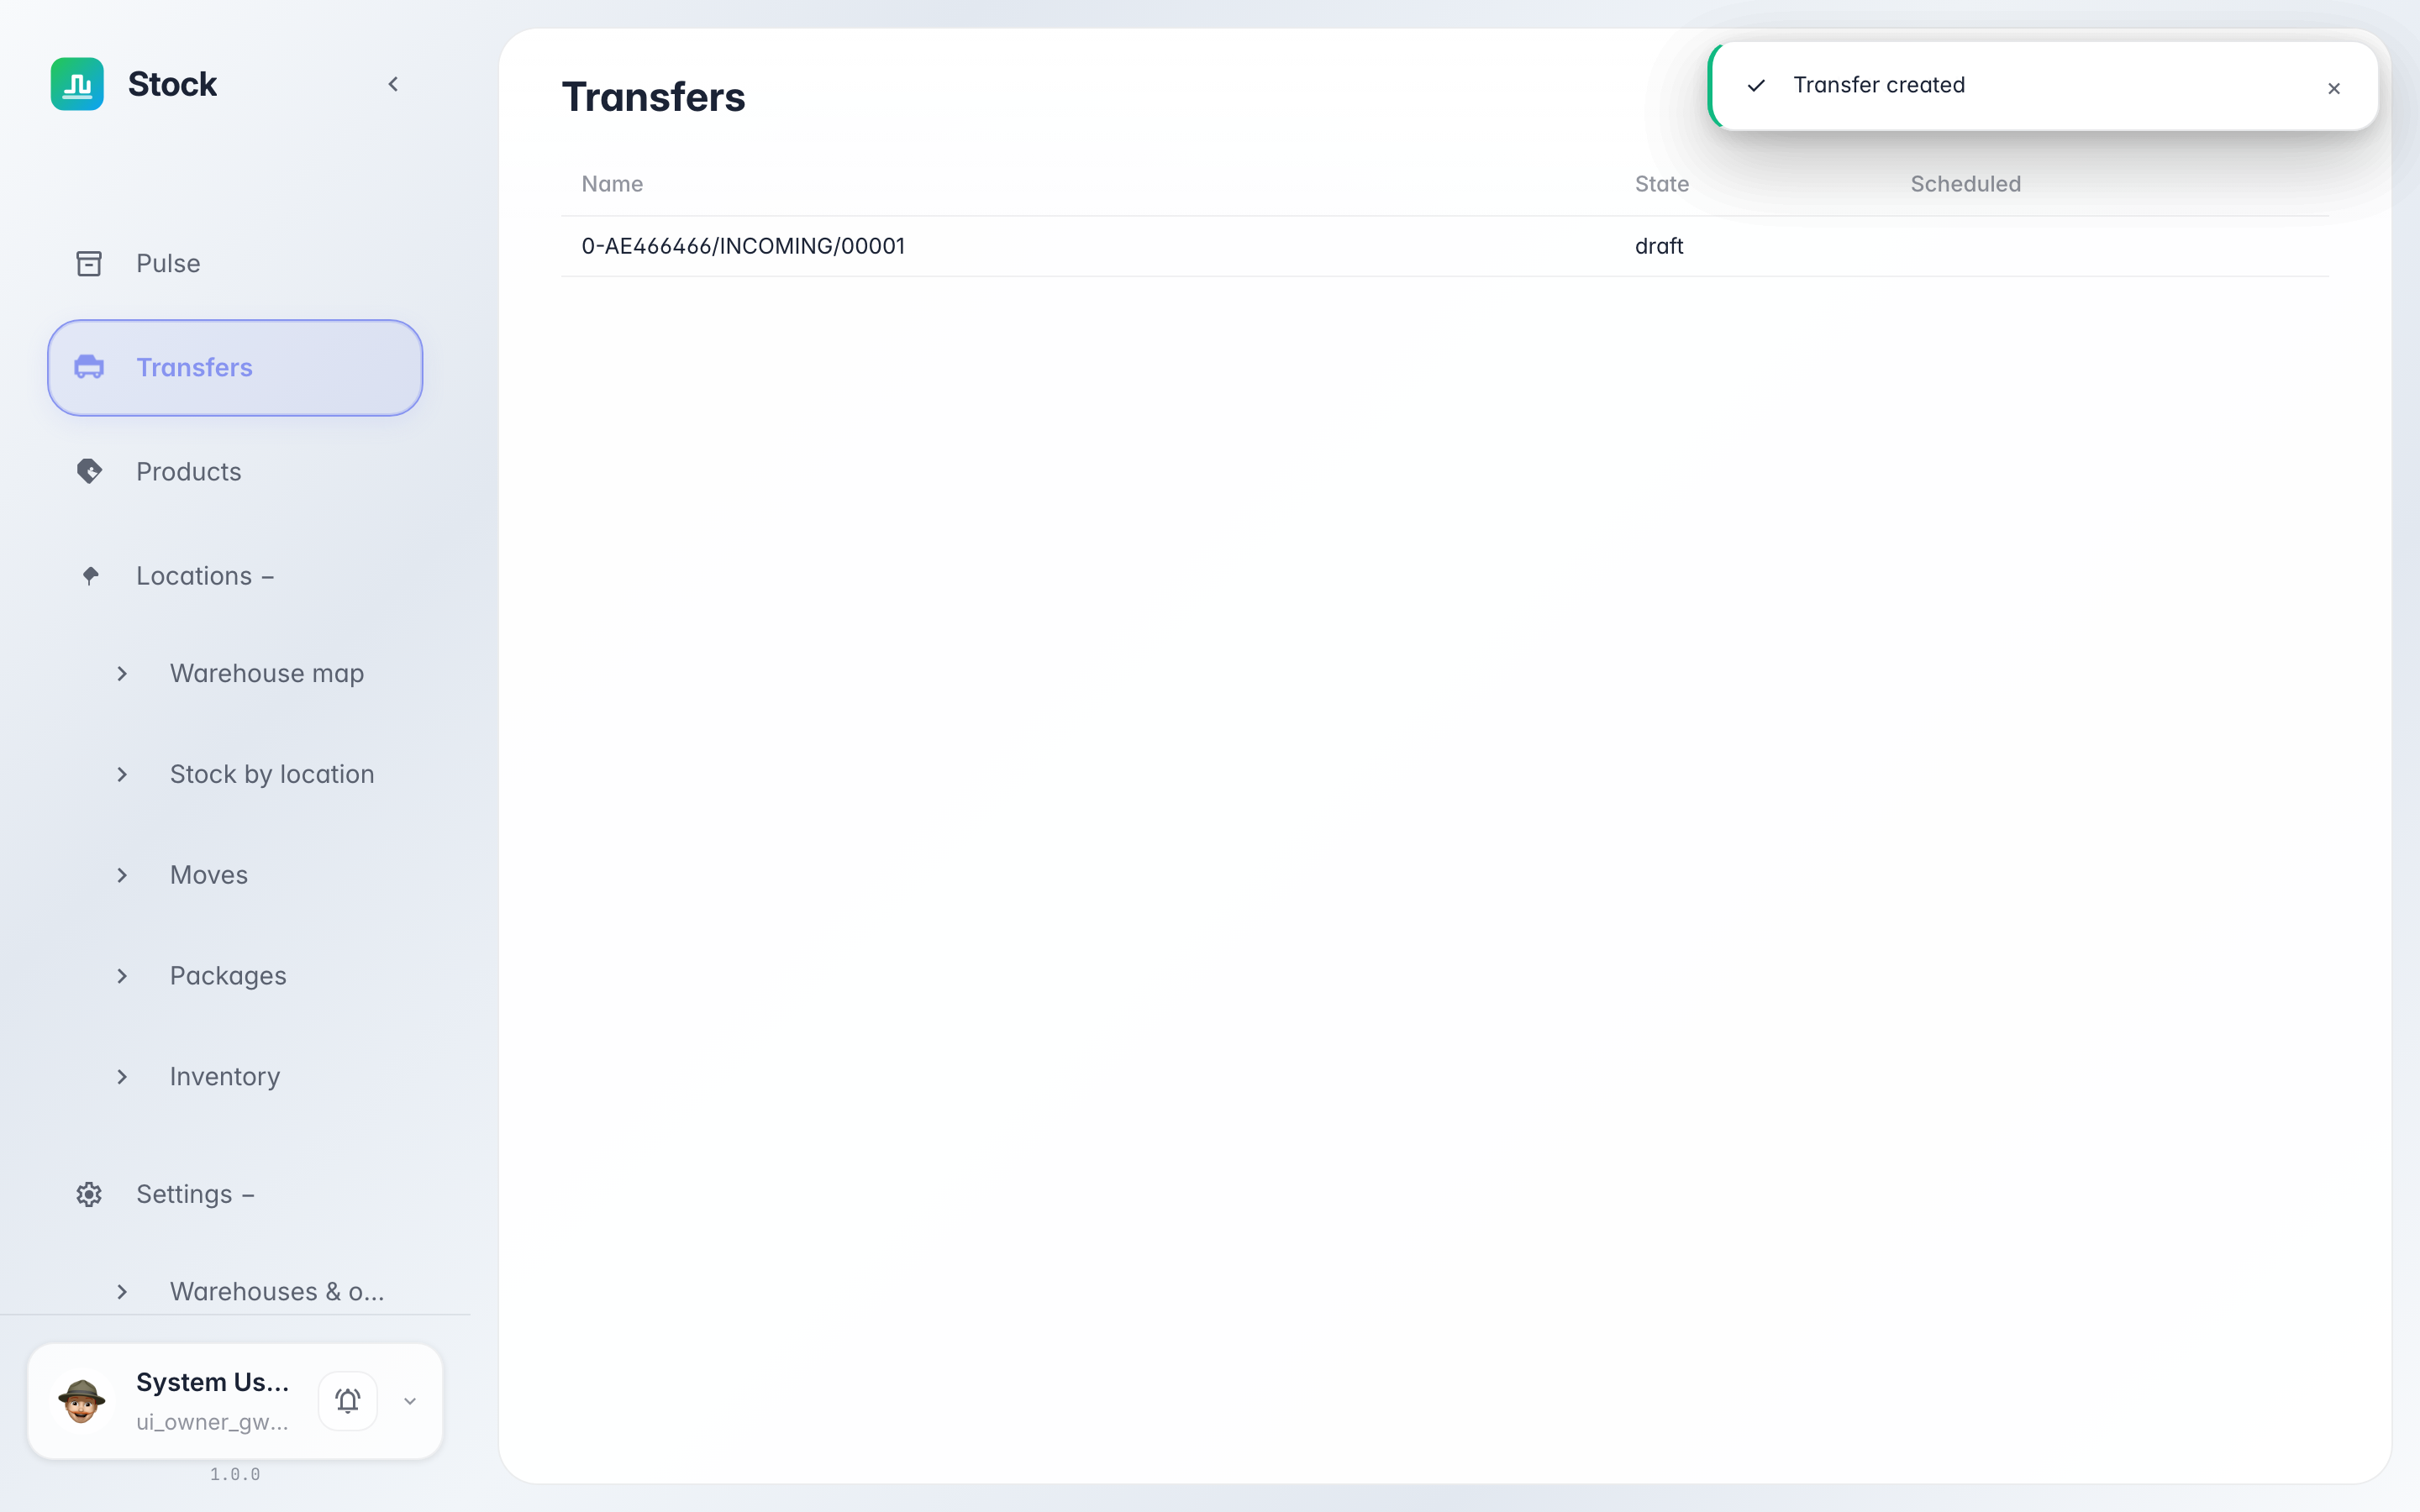 Stock
Pulse
Transfers
Products
Locations –
Warehouse map
Stock by location
Moves
Packages
Inventory
Settings –
Warehouses & o...
System Us...
ui_owner_gw...
1.0.0
Transfers
Transfer created
Name State Scheduled
0-AE466466/INCOMING/00001 draft